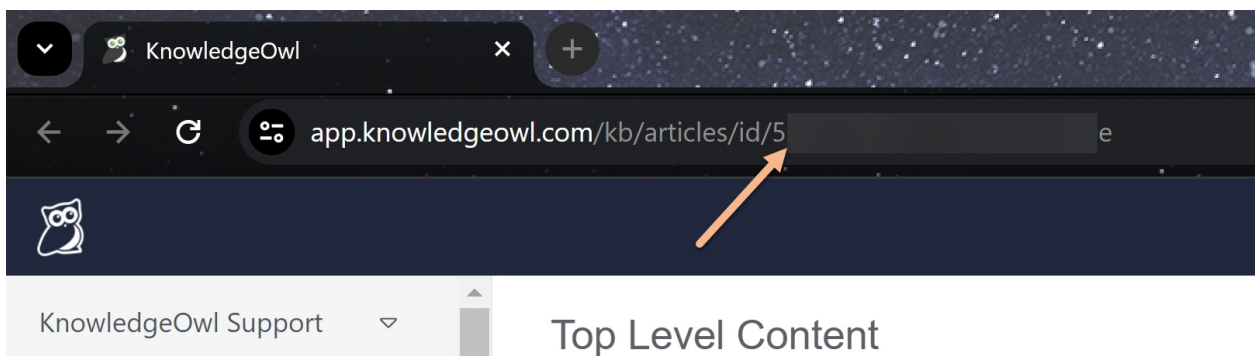 KnowledgeOwl
app.knowledgeowl.com/kb/articles/id/5 e
KnowledgeOwl Support
Top Level Content